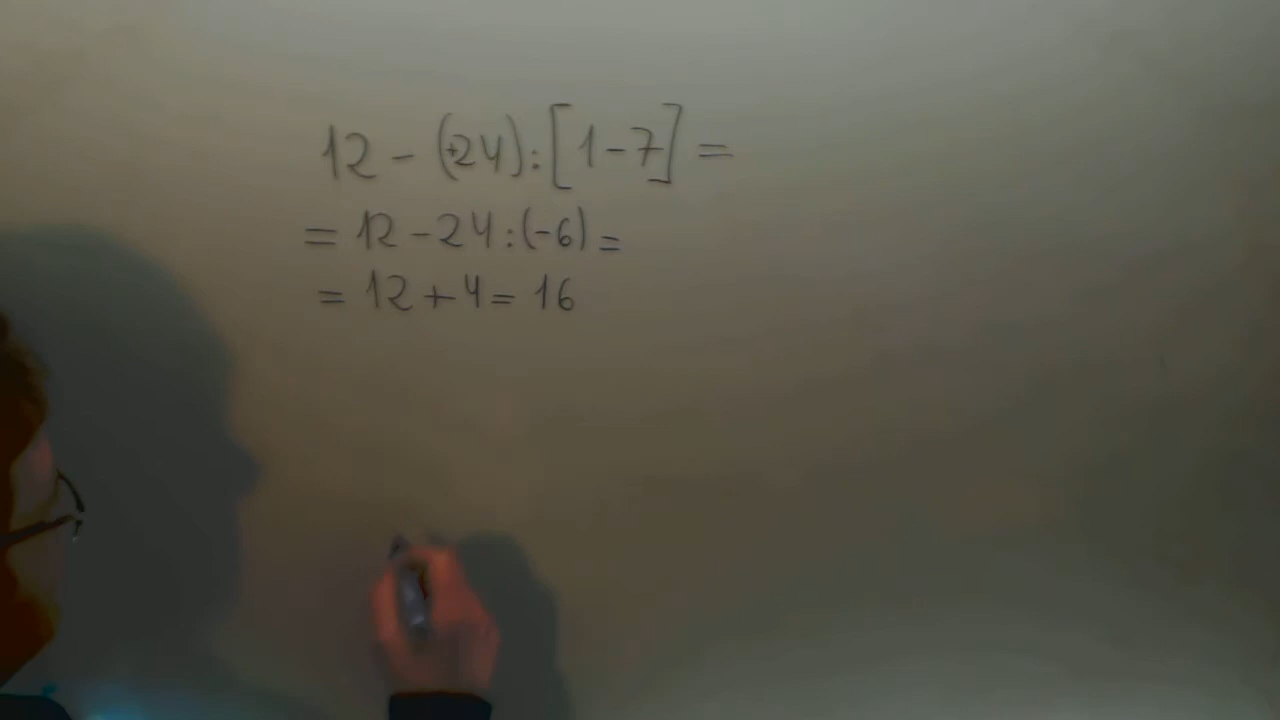 12 - (+24) : [1 - 7] =
= 12 - 24 : (-6) =
= 12 + 4 = 16